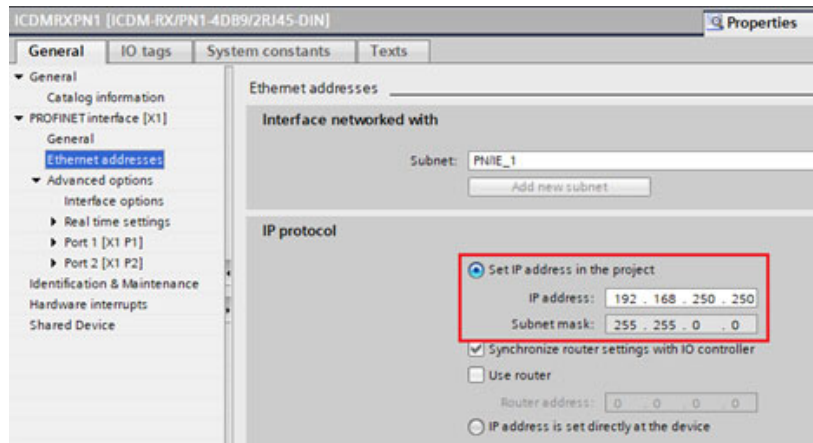 ICDMRXPN1 [ICDM-RX/PN1-4DB9/2RJ45-DIN]
Properties
General
IO tags
System constants
Texts
General
Catalog information
PROFINET interface [X1]
General
Ethernet addresses
Advanced options
Interface options
Real time settings
Port 1 [X1 P1]
Port 2 [X1 P2]
Identification & Maintenance
Hardware interrupts
Shared Device
Ethernet addresses
Interface networked with
Subnet: PN/IE_1
Add new subnet
IP protocol
Set IP address in the project
IP address: 192 . 168 . 250 . 250
Subnet mask: 255 . 255 . 0 . 0
Synchronize router settings with IO controller
Use router
Router address: 0 . 0 . 0 . 0
IP address is set directly at the device